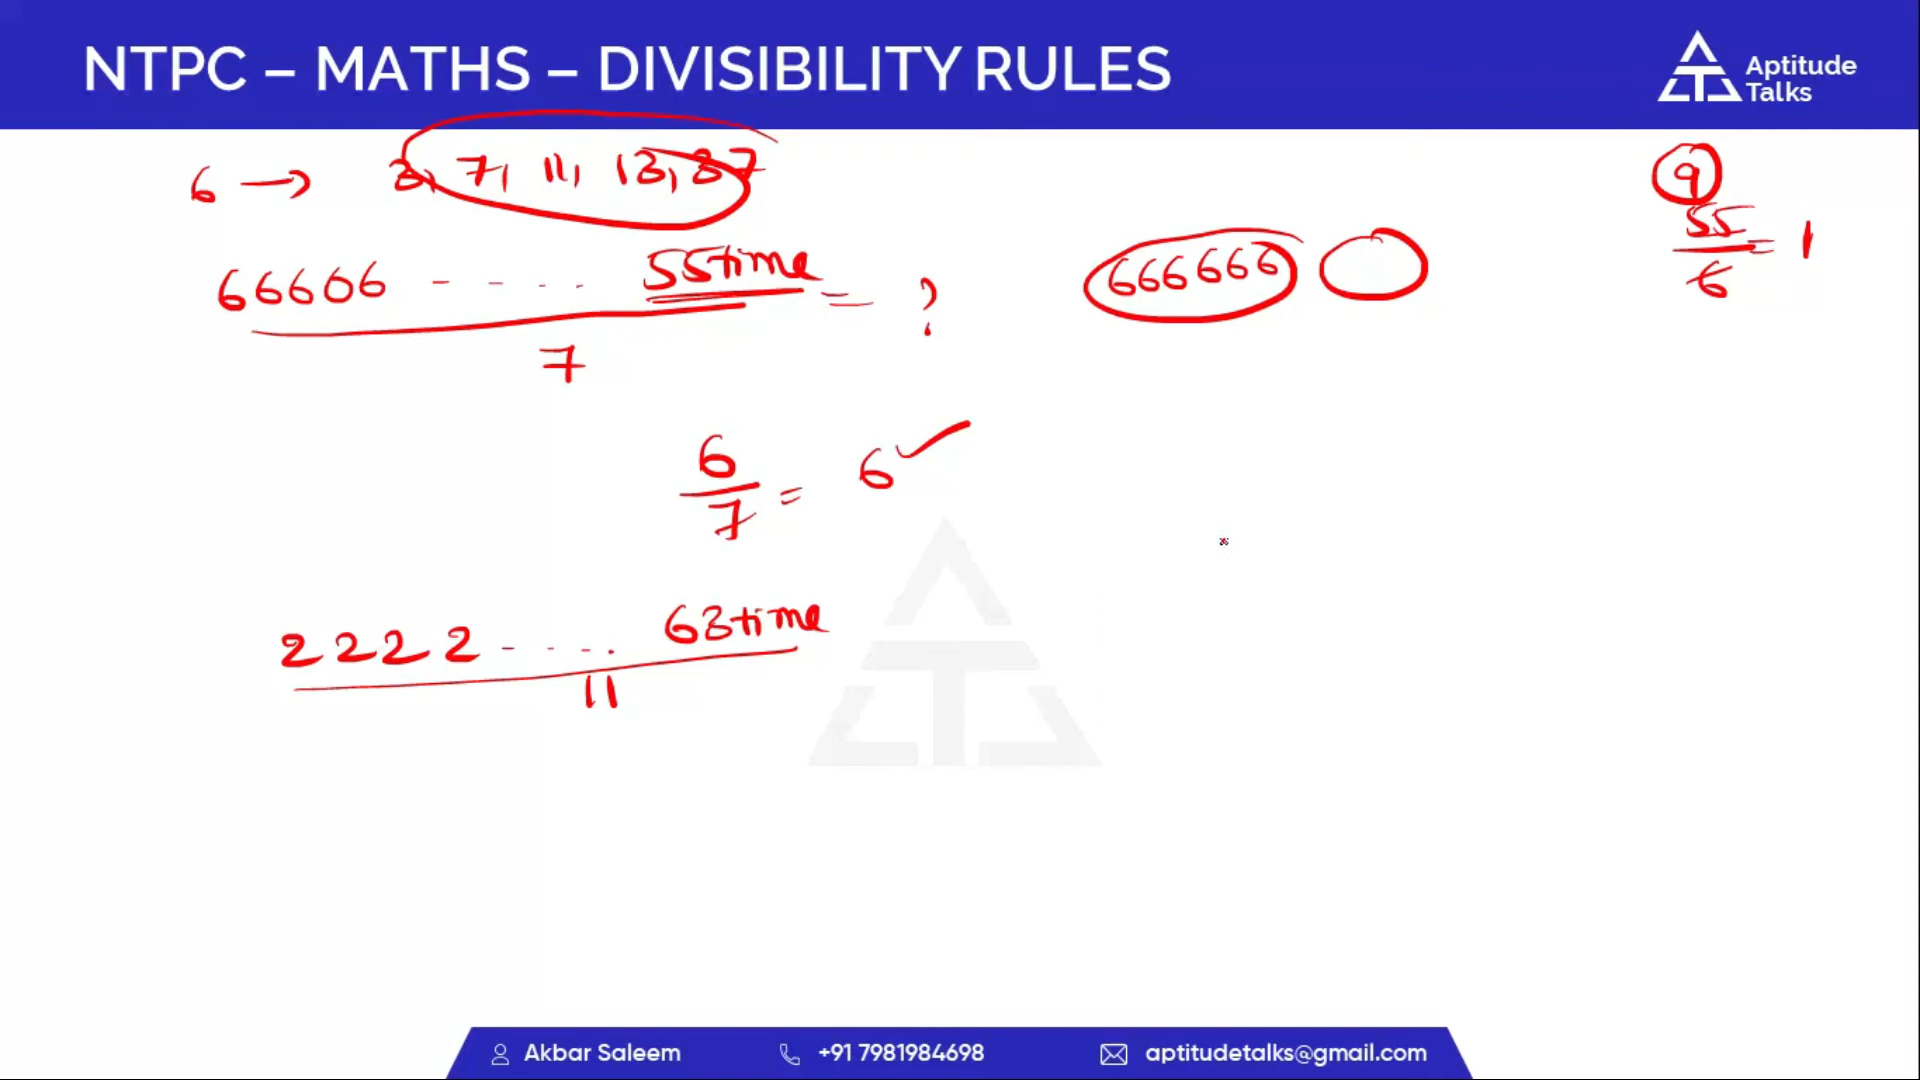 NTPC – MATHS – DIVISIBILITY RULES
Aptitude
Talks
6 → 3, 7, 11, 13, 37
9
55
6
= 1
66666 - - - - 55time
7
= ?
666666
6
7
= 6 ✓
2222 - - - - 63time
11
Akbar Saleem
+91 7981984698
aptitudetalks@gmail.com